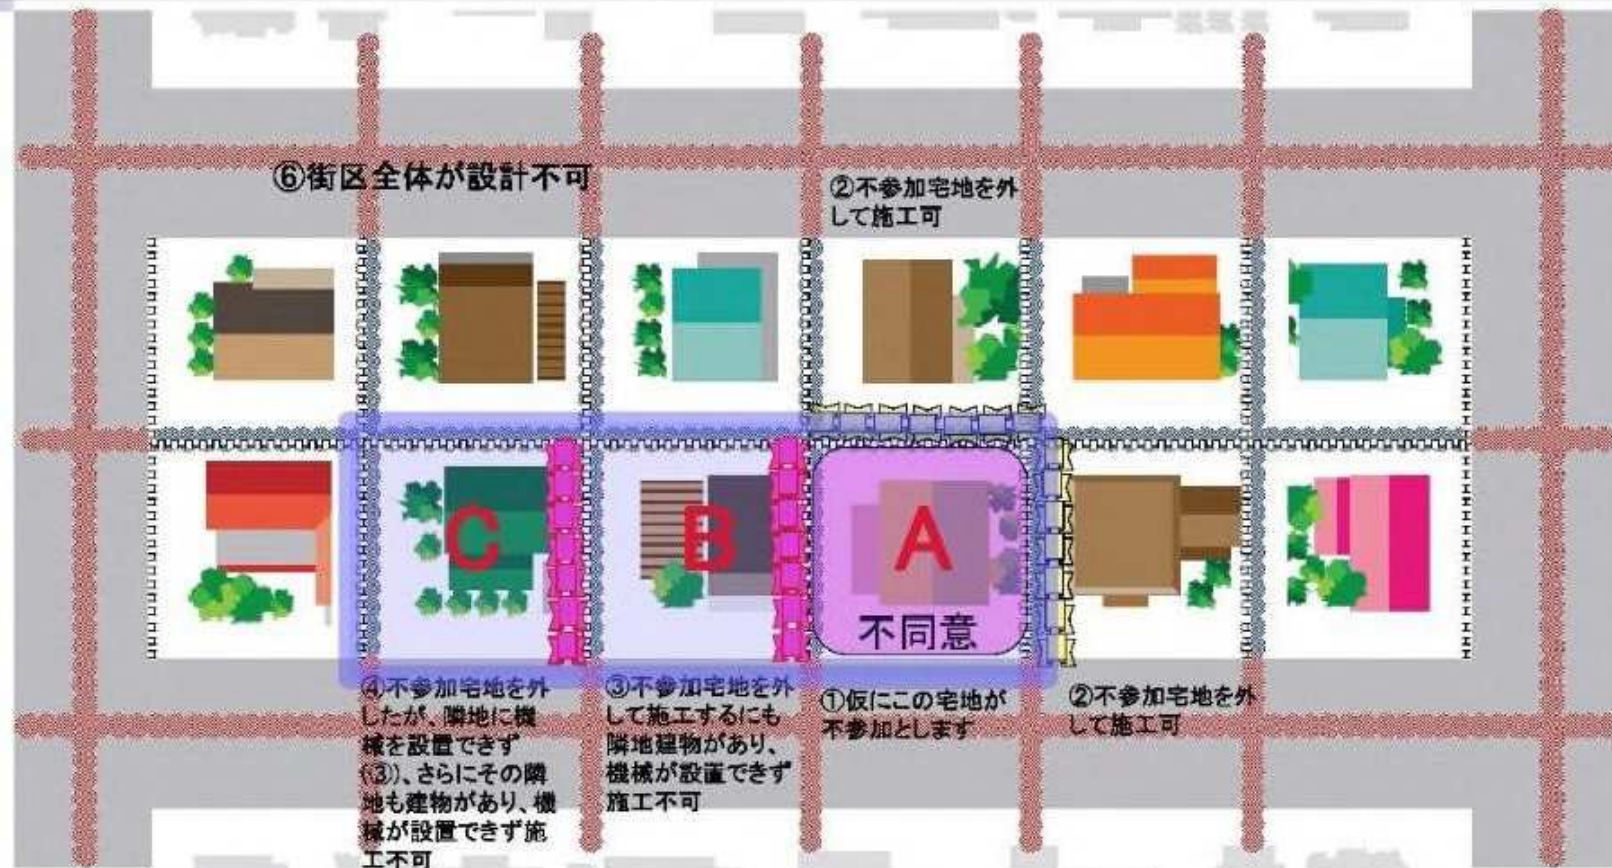 ⑥街区全体が設計不可
②不参加宅地を外
して施工可
C
B
A
不同意
④不参加宅地を外
したが、隣地に機
械を設置できず
(③)、さらにその隣
地も建物があり、機
械が設置できず施
工不可
③不参加宅地を外
して施工するにも
隣地建物があり、
機械が設置できず
施工不可
①仮にこの宅地が
不参加とします
②不参加宅地を外
して施工可